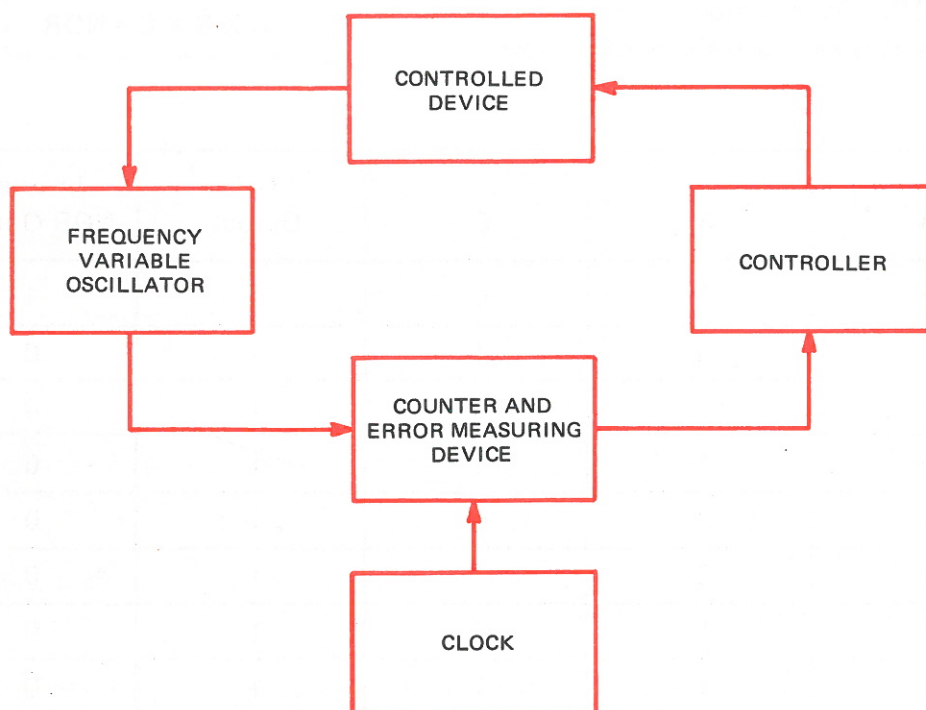 CONTROLLED
DEVICE
FREQUENCY
VARIABLE
OSCILLATOR
CONTROLLER
COUNTER AND
ERROR MEASURING
DEVICE
CLOCK